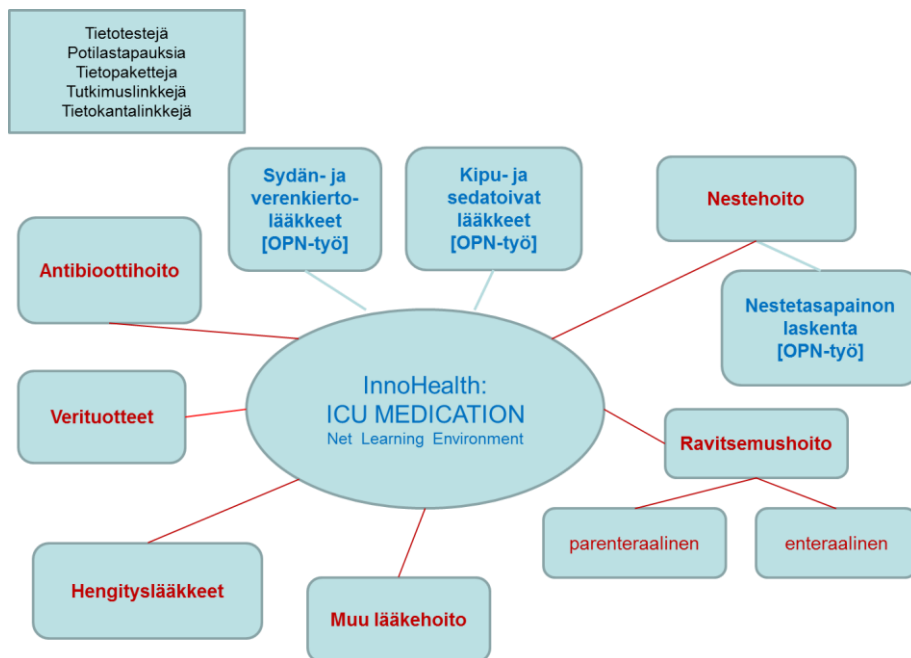 Tietotestejä
Potilastapauksia
Tietopaketteja
Tutkimuslinkkejä
Tietokantalinkkejä
Sydän- ja
verenkierto-
lääkkeet
[OPN-työ]
Kipu- ja
sedatoivat
lääkkeet
[OPN-työ]
Nestehoito
Antibioottihoito
Nestetasapainon
laskenta
[OPN-työ]
InnoHealth:
ICU MEDICATION
Net Learning Environment
Verituotteet
Ravitsemushoito
parenteraalinen
enteraalinen
Hengityslääkkeet
Muu lääkehoito